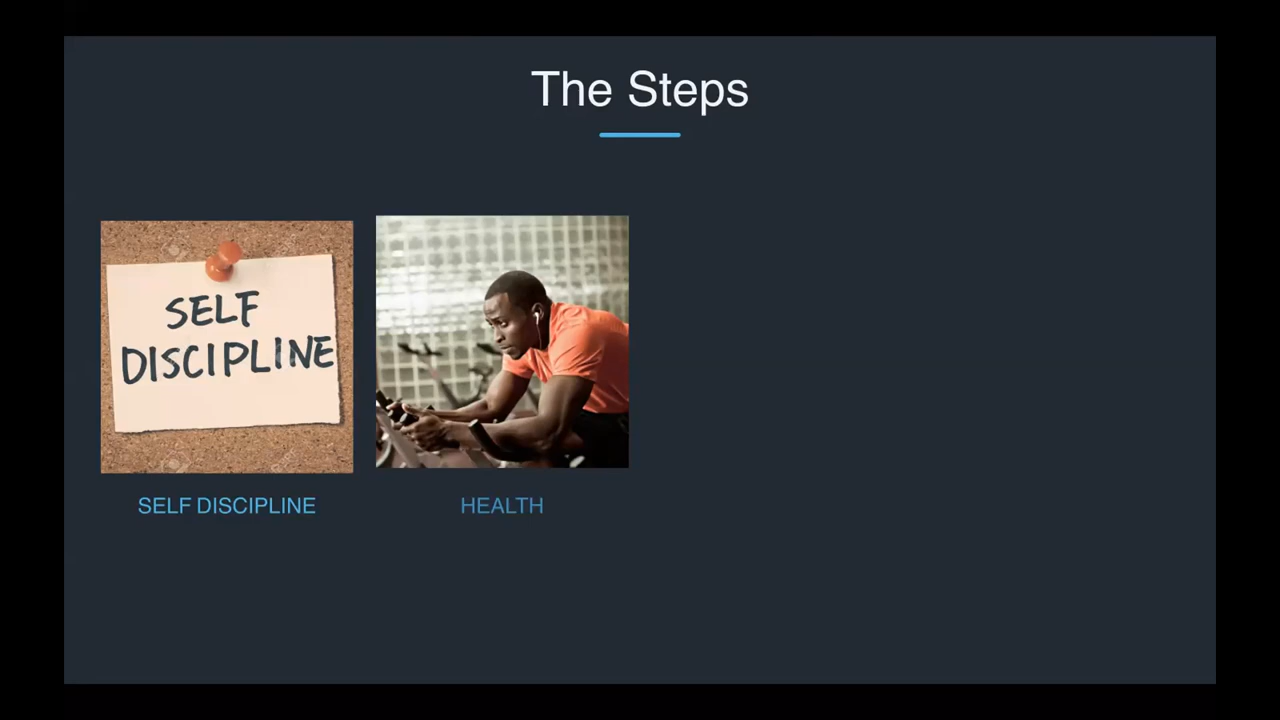 The Steps
SELF
DISCIPLINE
SELF DISCIPLINE
HEALTH